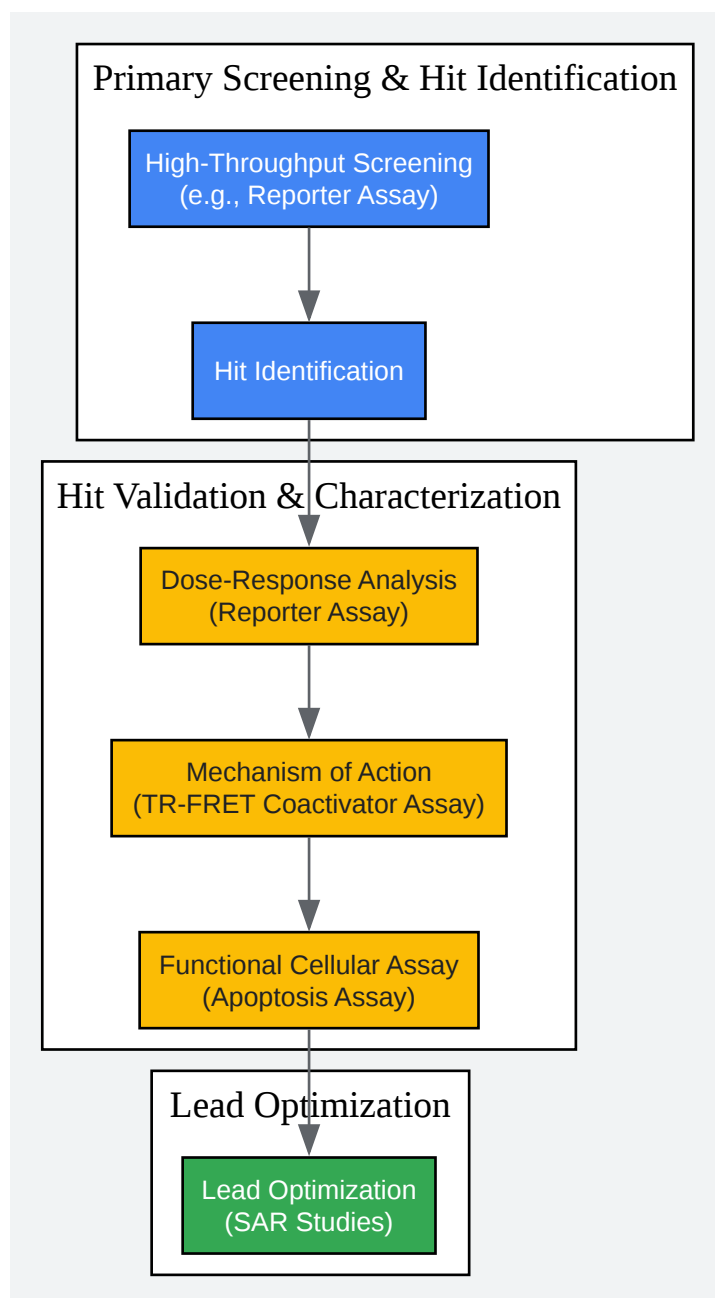 Primary Screening & Hit Identification
High-Throughput Screening
(e.g., Reporter Assay)
Hit Identification
Hit Validation & Characterization
Dose-Response Analysis
(Reporter Assay)
Mechanism of Action
(TR-FRET Coactivator Assay)
Functional Cellular Assay
(Apoptosis Assay)
Lead Optimization
Lead Optimization
(SAR Studies)